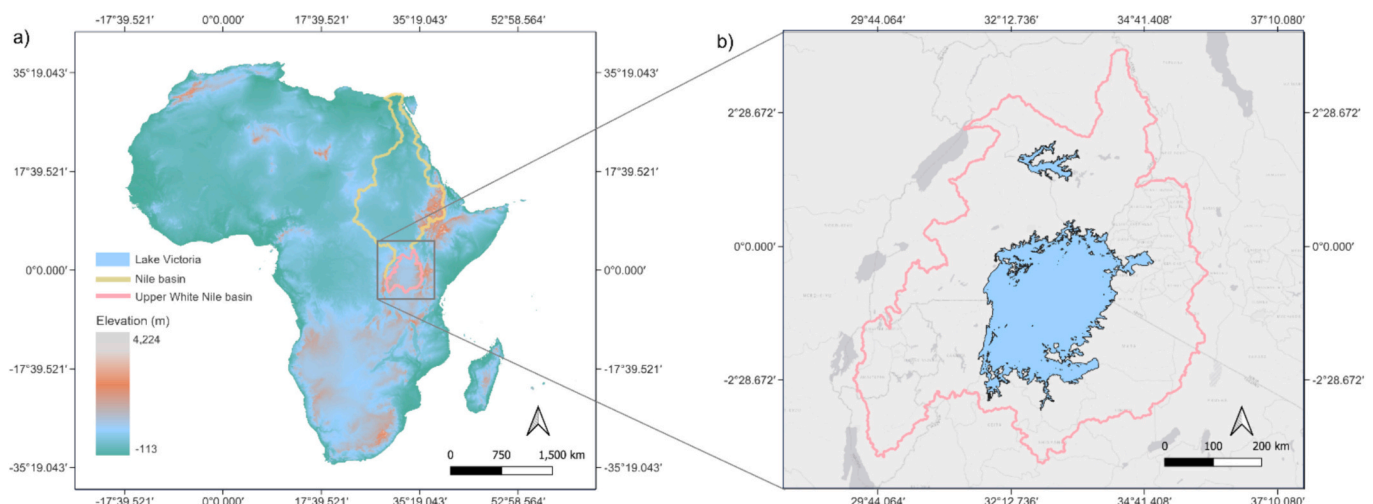 -17°39.521′ 0°0.000′ 17°39.521′ 35°19.043′ 52°58.564′
a)
35°19.043′ 35°19.043′
17°39.521′ 17°39.521′
0°0.000′ 0°0.000′
-17°39.521′ -17°39.521′
-35°19.043′ -35°19.043′
Lake Victoria
Nile basin
Upper White Nile basin
Elevation (m)
4,224
-113
0 750 1,500 km
-17°39.521′ 0°0.000′ 17°39.521′ 35°19.043′ 52°58.564′
29°44.064′ 32°12.736′ 34°41.408′ 37°10.080′
b)
2°28.672′ 2°28.672′
0°0.000′ 0°0.000′
-2°28.672′ -2°28.672′
0 100 200 km
29°44.064′ 32°12.736′ 34°41.408′ 37°10.080′